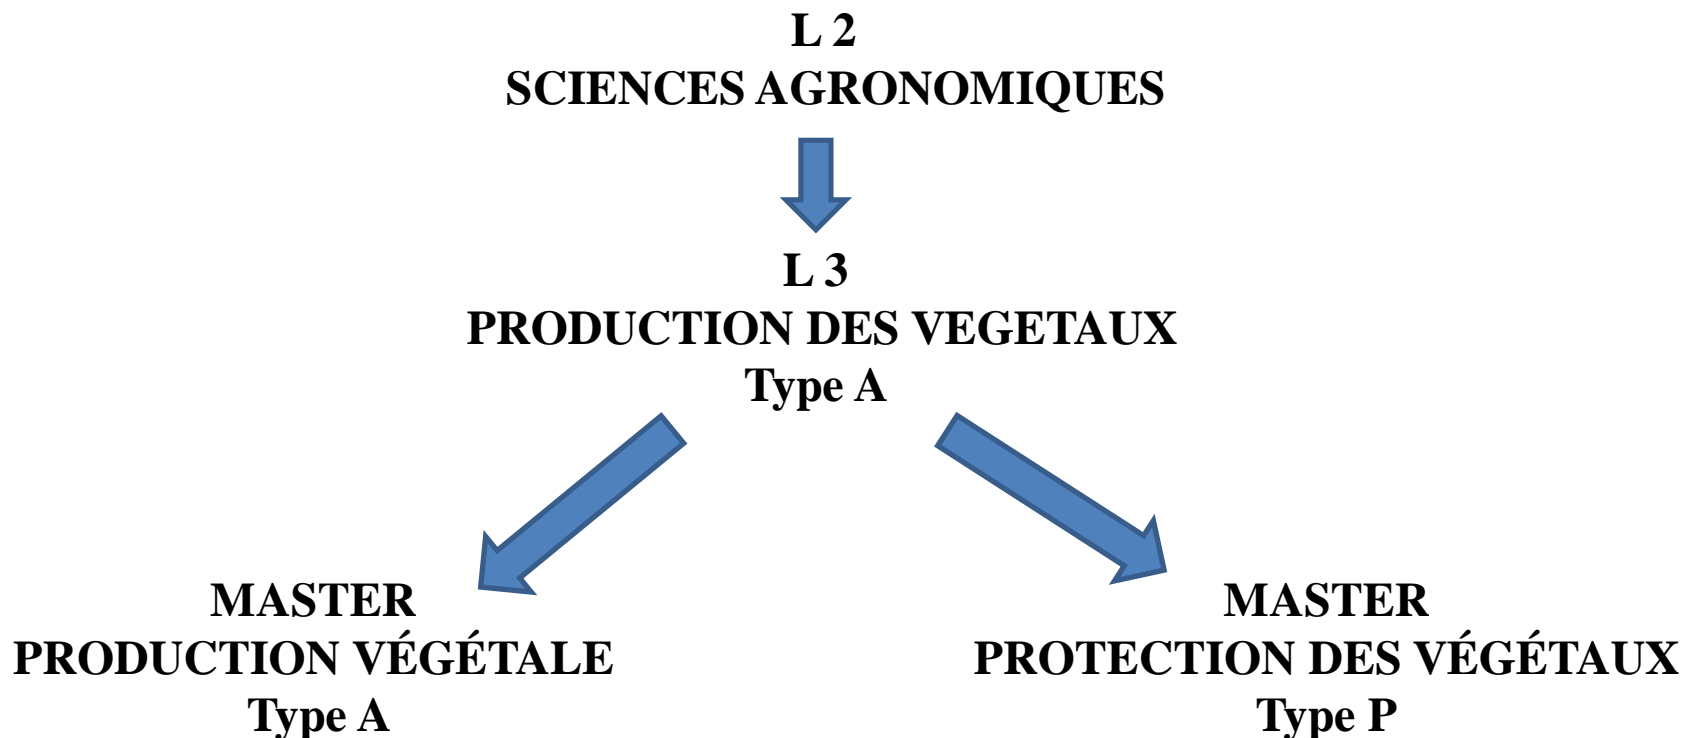 L 2
SCIENCES AGRONOMIQUES
L 3
PRODUCTION DES VEGETAUX
Type A
MASTER
PRODUCTION VÉGÉTALE
Type A
MASTER
PROTECTION DES VÉGÉTAUX
Type P